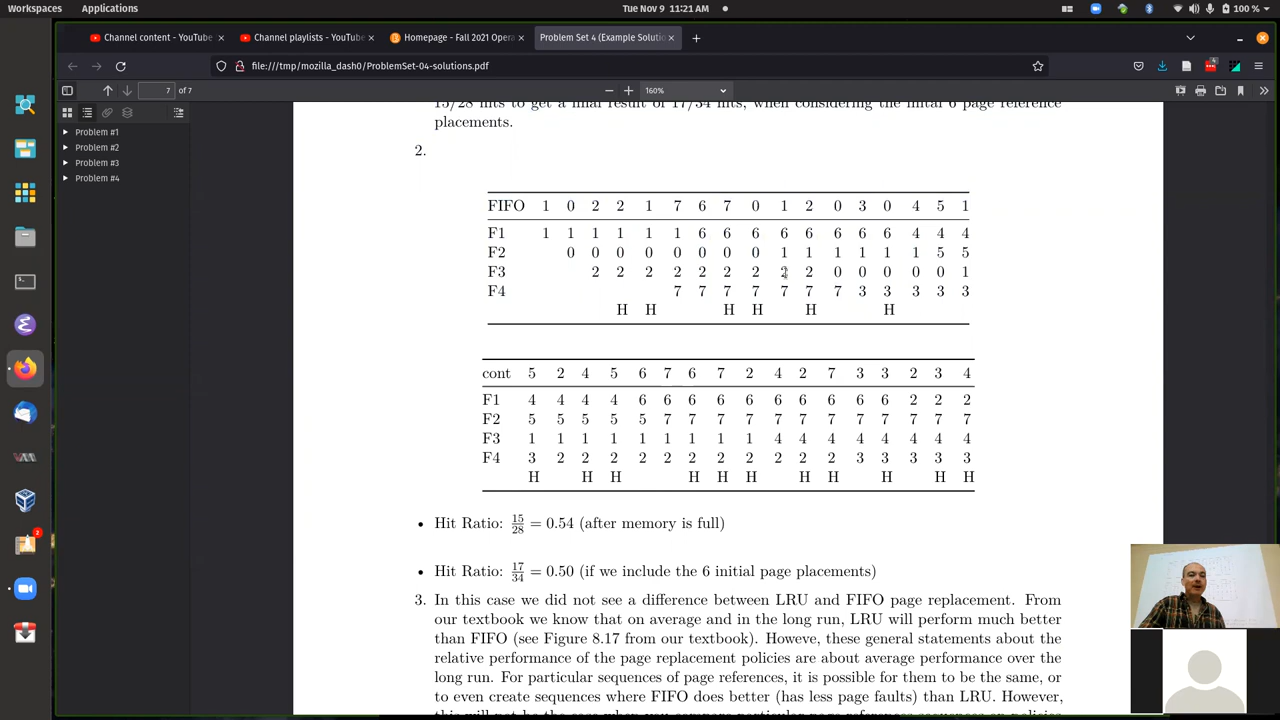 Workspaces Applications Tue Nov 9 11:21 AM 100 %
Channel content - YouTube Channel playlists - YouTube Homepage - Fall 2021 Opera Problem Set 4 (Example Solutio
file:///tmp/mozilla_dash0/ProblemSet-04-solutions.pdf
7 of 7 160%
Problem #1
Problem #2
Problem #3
Problem #4
15/28 hits to get a final result of 17/34 hits, when considering the inital 6 page reference
placements.
2.
FIFO 1 0 2 2 1 7 6 7 0 1 2 0 3 0 4 5 1
F1 1 1 1 1 1 1 6 6 6 6 6 6 6 6 4 4 4
F2 0 0 0 0 0 0 0 0 1 1 1 1 1 1 5 5
F3 2 2 2 2 2 2 2 2 2 0 0 0 0 0 1
F4 7 7 7 7 7 7 7 3 3 3 3 3
H H H H H H
cont 5 2 4 5 6 7 6 7 2 4 2 7 3 3 2 3 4
F1 4 4 4 4 6 6 6 6 6 6 6 6 6 6 2 2 2
F2 5 5 5 5 5 7 7 7 7 7 7 7 7 7 7 7 7
F3 1 1 1 1 1 1 1 1 1 4 4 4 4 4 4 4 4
F4 3 2 2 2 2 2 2 2 2 2 2 2 3 3 3 3 3
H H H H H H H H H H H
• Hit Ratio: 15/28 = 0.54 (after memory is full)
• Hit Ratio: 17/34 = 0.50 (if we include the 6 initial page placements)
3. In this case we did not see a difference between LRU and FIFO page replacement. From
our textbook we know that on average and in the long run, LRU will perform much better
than FIFO (see Figure 8.17 from our textbook). However, these general statements about the
relative performance of the page replacement policies are about average performance over the
long run. For particular sequences of page references, it is possible for them to be the same, or
to even create sequences where FIFO does better (has less page faults) than LRU. However,